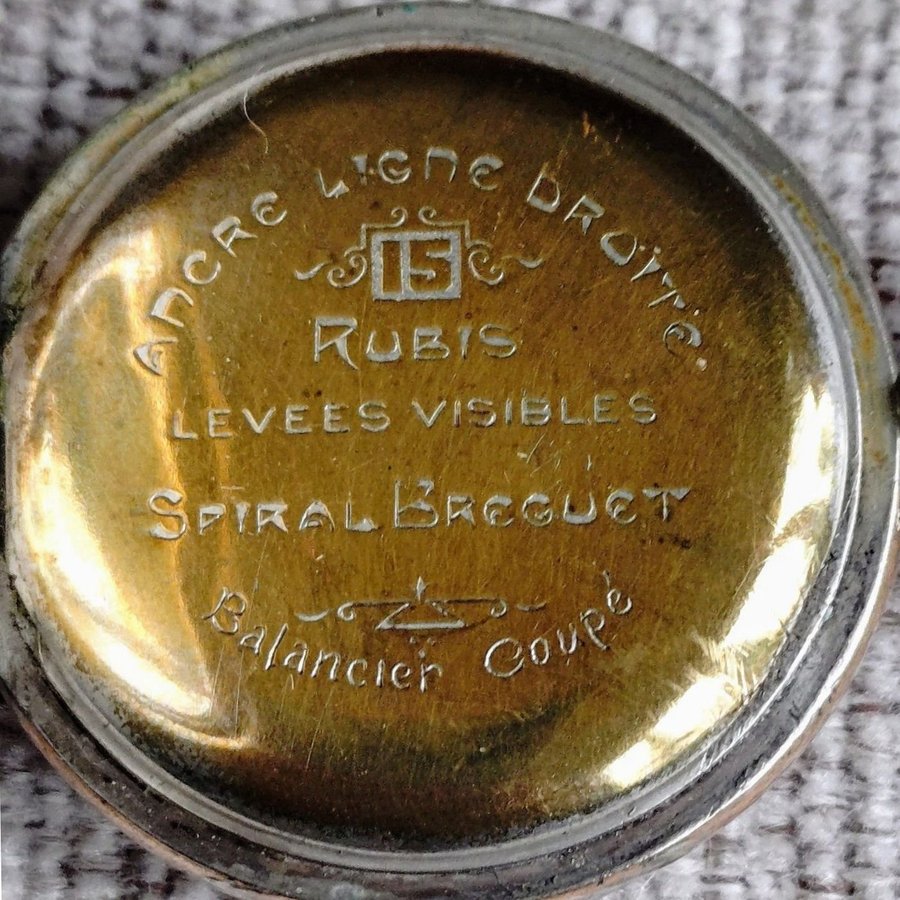 ANCRE LIGNE DROITE
15
RUBIS
LEVEES VISIBLES
SPIRAL BREGUET
Balancier Coupé